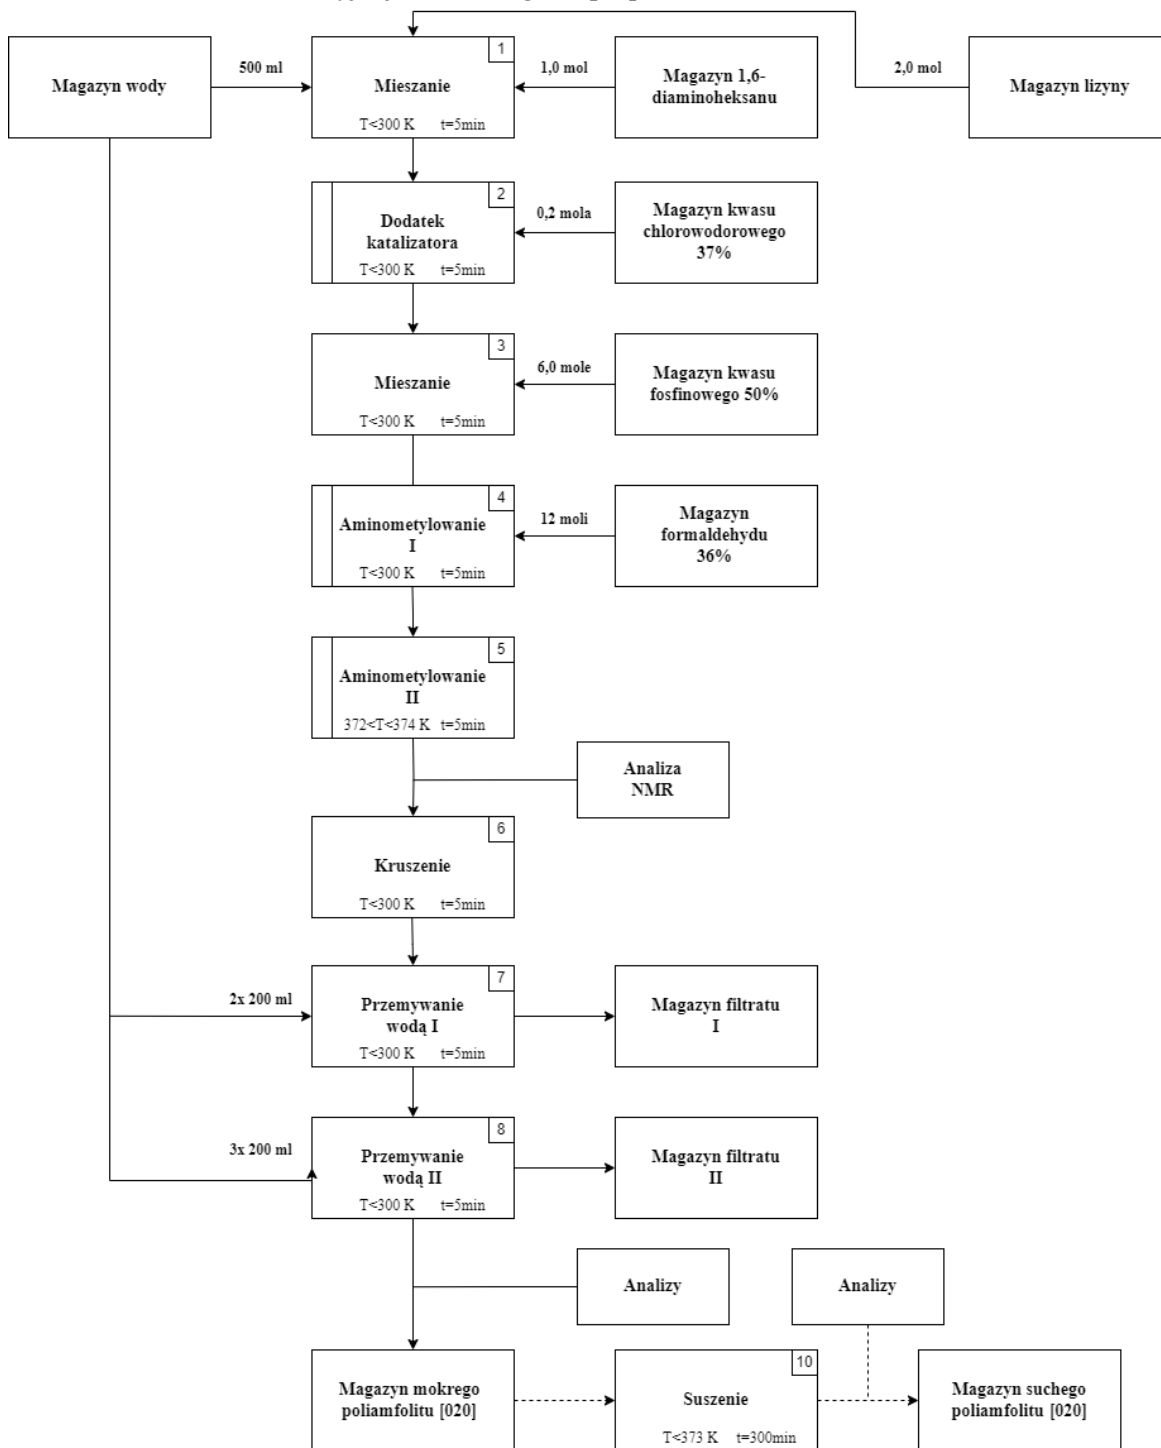 Magazyn wody
500 ml
1
Mieszanie
T<300 K t=5min
1,0 mol
Magazyn 1,6-
diaminoheksanu
2,0 mol
Magazyn lizyny
2
Dodatek
katalizatora
T<300 K t=5min
0,2 mola
Magazyn kwasu
chlorowodorowego
37%
3
Mieszanie
T<300 K t=5min
6,0 mole
Magazyn kwasu
fosfinowego 50%
4
Aminometylowanie
I
T<300 K t=5min
12 moli
Magazyn
formaldehydu
36%
5
Aminometylowanie
II
372<T<374 K t=5min
Analiza
NMR
6
Kruszenie
T<300 K t=5min
2x 200 ml
7
Przemywanie
wodą I
T<300 K t=5min
Magazyn filtratu
I
3x 200 ml
8
Przemywanie
wodą II
T<300 K t=5min
Magazyn filtratu
II
Analizy
Analizy
Magazyn mokrego
poliamfolitu [020]
10
Suszenie
T<373 K t=300min
Magazyn suchego
poliamfolitu [020]